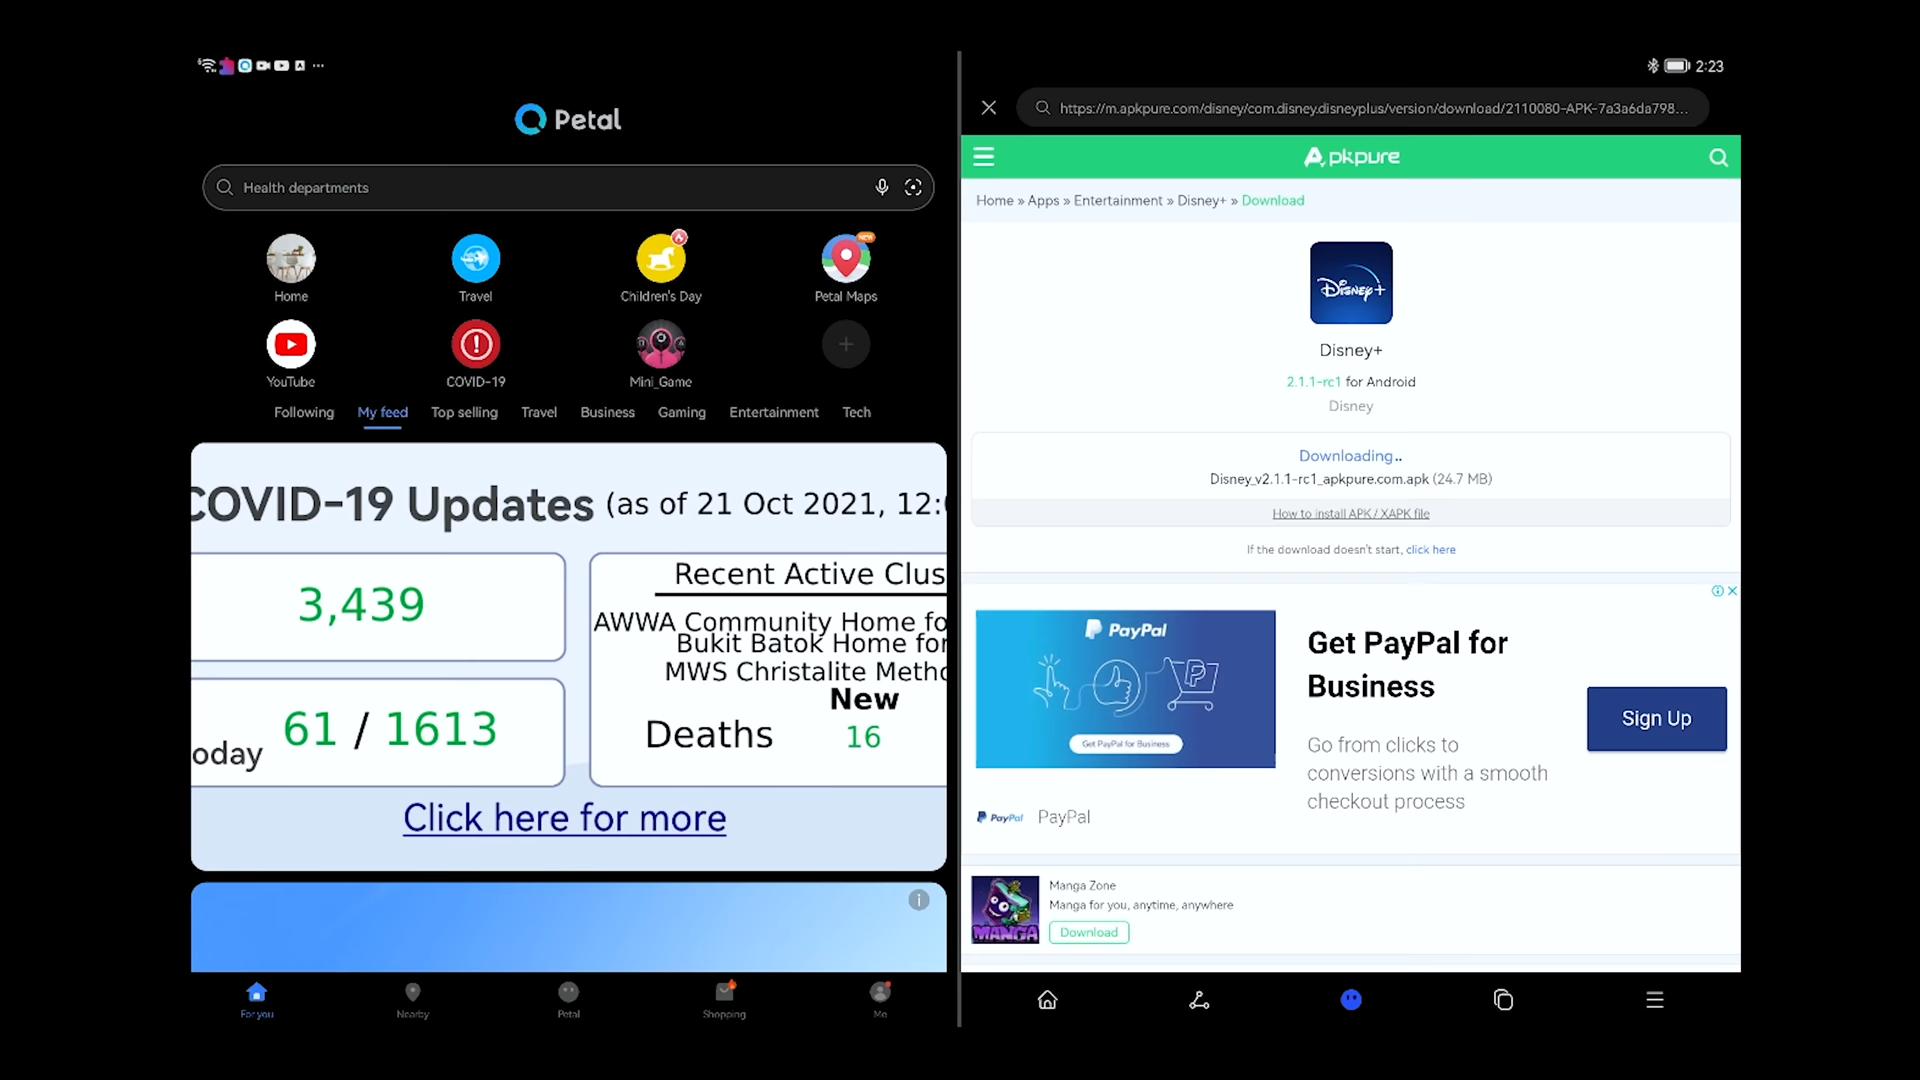 2:23
Petal
Health departments
Home
Travel
Children's Day
NEW
Petal Maps
YouTube
COVID-19
Mini_Game
Following
My feed
Top selling
Travel
Business
Gaming
Entertainment
Tech
COVID-19 Updates (as of 21 Oct 2021, 12:
3,439
oday 61 / 1613
Recent Active Clus
AWWA Community Home fo
Bukit Batok Home for
MWS Christalite Metho
New
Deaths 16
Click here for more
For you
Nearby
Petal
Shopping
Me
https://m.apkpure.com/disney/com.disney.disneyplus/version/download/2110080-APK-7a3a6da798...
Apkpure
Home » Apps » Entertainment » Disney+ » Download
Disney+
Disney+
2.1.1-rc1 for Android
Disney
Downloading..
Disney_v2.1.1-rc1_apkpure.com.apk (24.7 MB)
How to install APK / XAPK file
If the download doesn't start, click here
PayPal
Get PayPal for Business
Get PayPal for
Business
Go from clicks to
conversions with a smooth
checkout process
Sign Up
PayPal PayPal
MANGA
Manga Zone
Manga for you, anytime, anywhere
Download